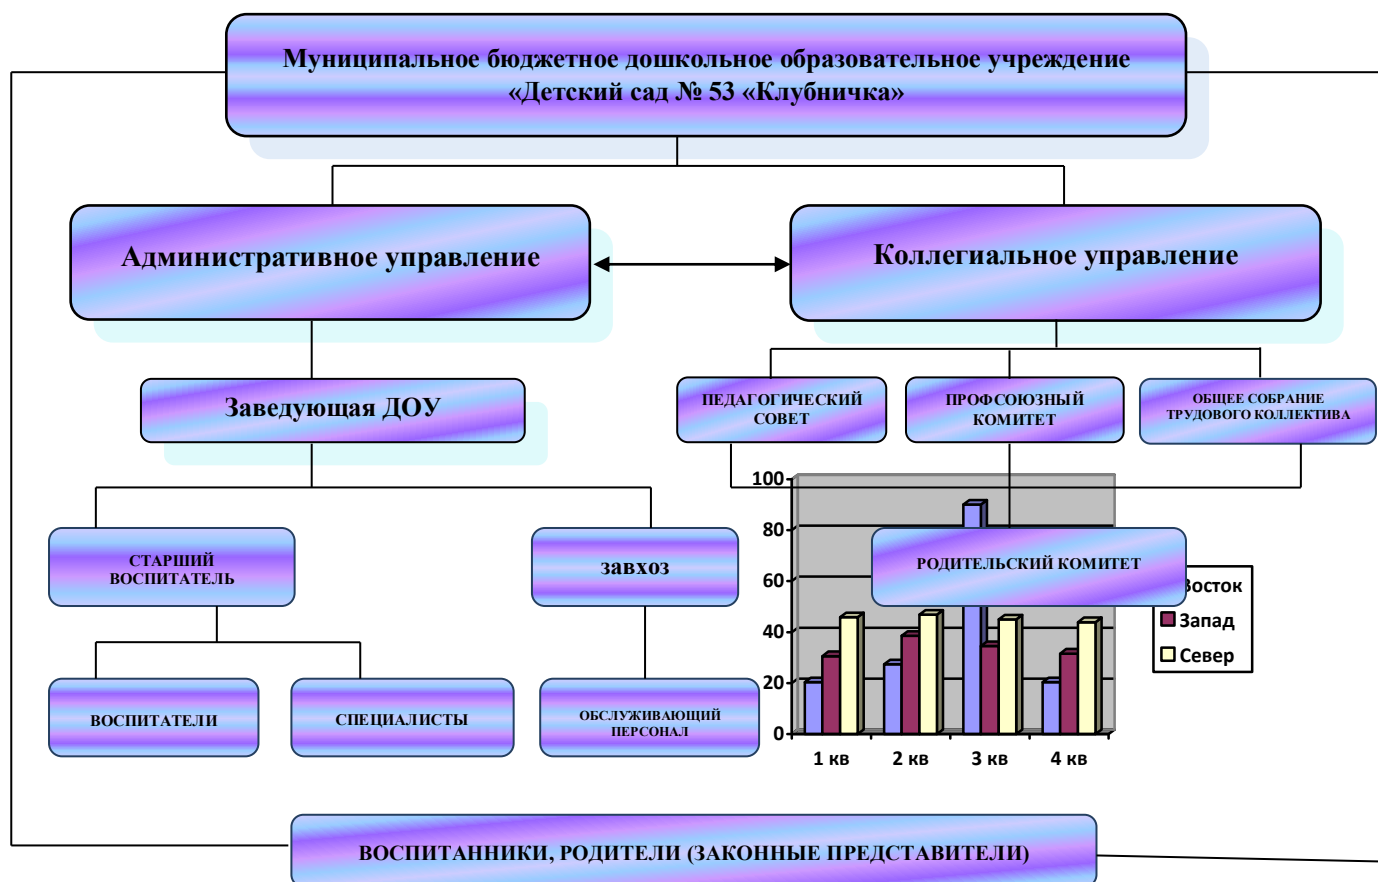 Муниципальное бюджетное дошкольное образовательное учреждение
«Детский сад № 53 «Клубничка»
Административное управление
Коллегиальное управление
Заведующая ДОУ
ПЕДАГОГИЧЕСКИЙ
СОВЕТ
ПРОФСОЮЗНЫЙ
КОМИТЕТ
ОБЩЕЕ СОБРАНИЕ
ТРУДОВОГО КОЛЛЕКТИВА
СТАРШИЙ
ВОСПИТАТЕЛЬ
завхоз
РОДИТЕЛЬСКИЙ КОМИТЕТ
100
80
60
40
20
0
1 кв
2 кв
3 кв
4 кв
Восток
Запад
Север
ВОСПИТАТЕЛИ
СПЕЦИАЛИСТЫ
ОБСЛУЖИВАЮЩИЙ
ПЕРСОНАЛ
ВОСПИТАННИКИ, РОДИТЕЛИ (ЗАКОННЫЕ ПРЕДСТАВИТЕЛИ)